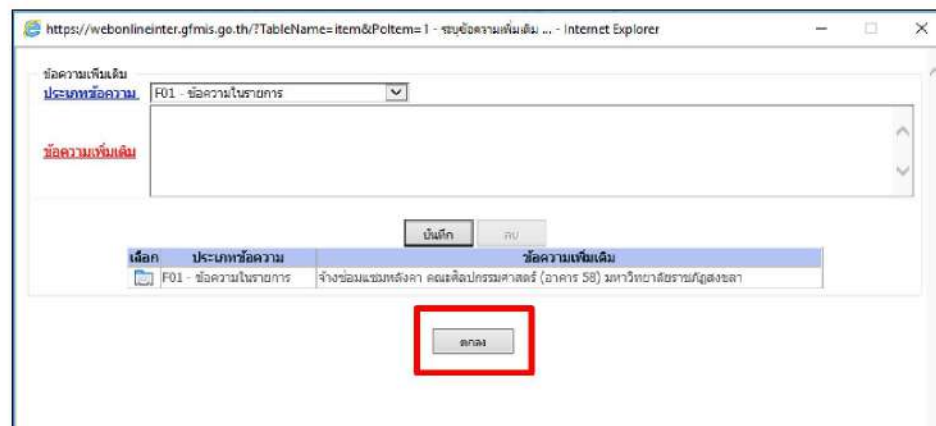 https://webonlineinter.gfmis.go.th/?TableName=item&PoItem=1 - ระบุข้อความเพิ่มเติม ... - Internet Explorer
ข้อความเพิ่มเติม
ประเภทข้อความ F01 - ข้อความในรายการ
ข้อความเพิ่มเติม
บันทึก ลบ
เลือก ประเภทข้อความ ข้อความเพิ่มเติม
F01 - ข้อความในรายการ จ้างซ่อมแซมหลังคา คณะศิลปกรรมศาสตร์ (อาคาร 58) มหาวิทยาลัยราชภัฏสงขลา
ตกลง